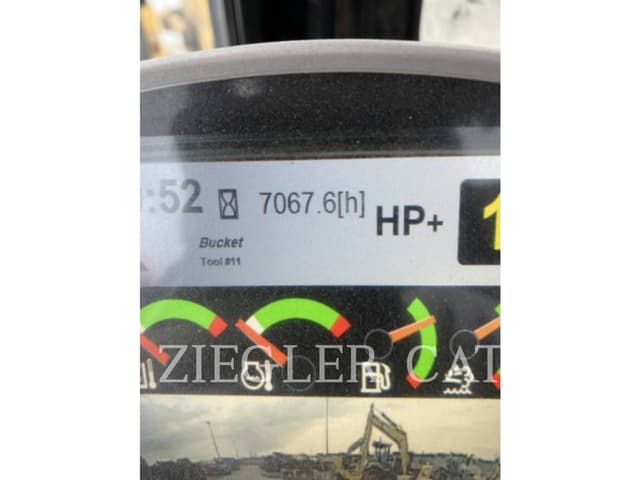 :52 7067.6[h]
HP+
Bucket
Tool #11
ZIEGLER CAT